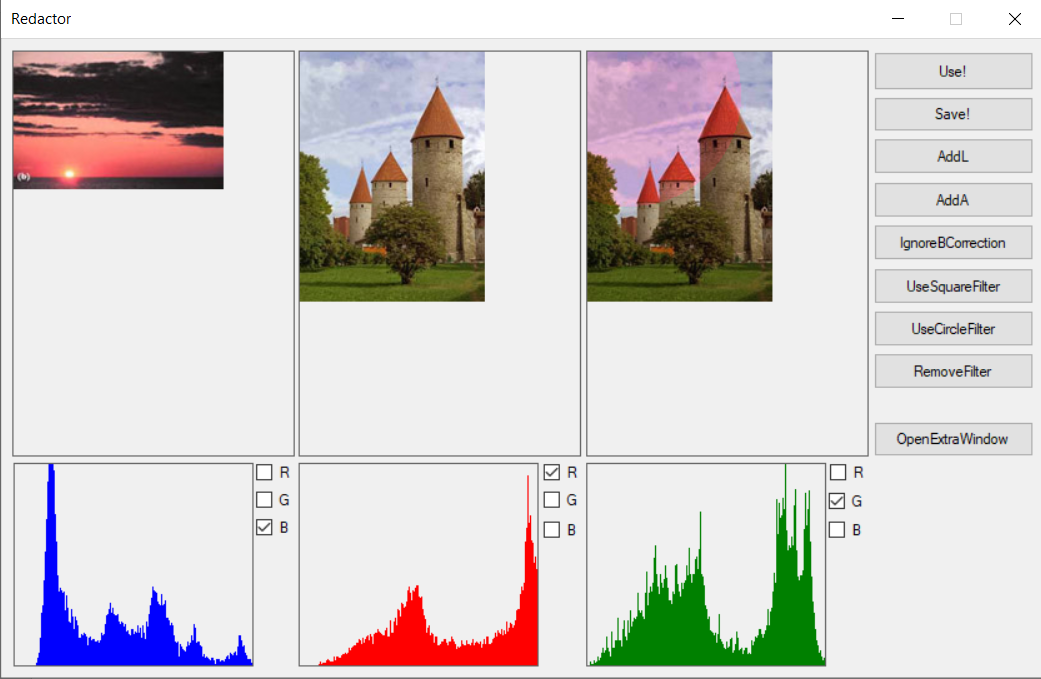 Redactor
(b)
Use!
Save!
AddL
AddA
IgnoreBCorrection
UseSquareFilter
UseCircleFilter
RemoveFilter
OpenExtraWindow
R
G
B
R
G
B
R
G
B